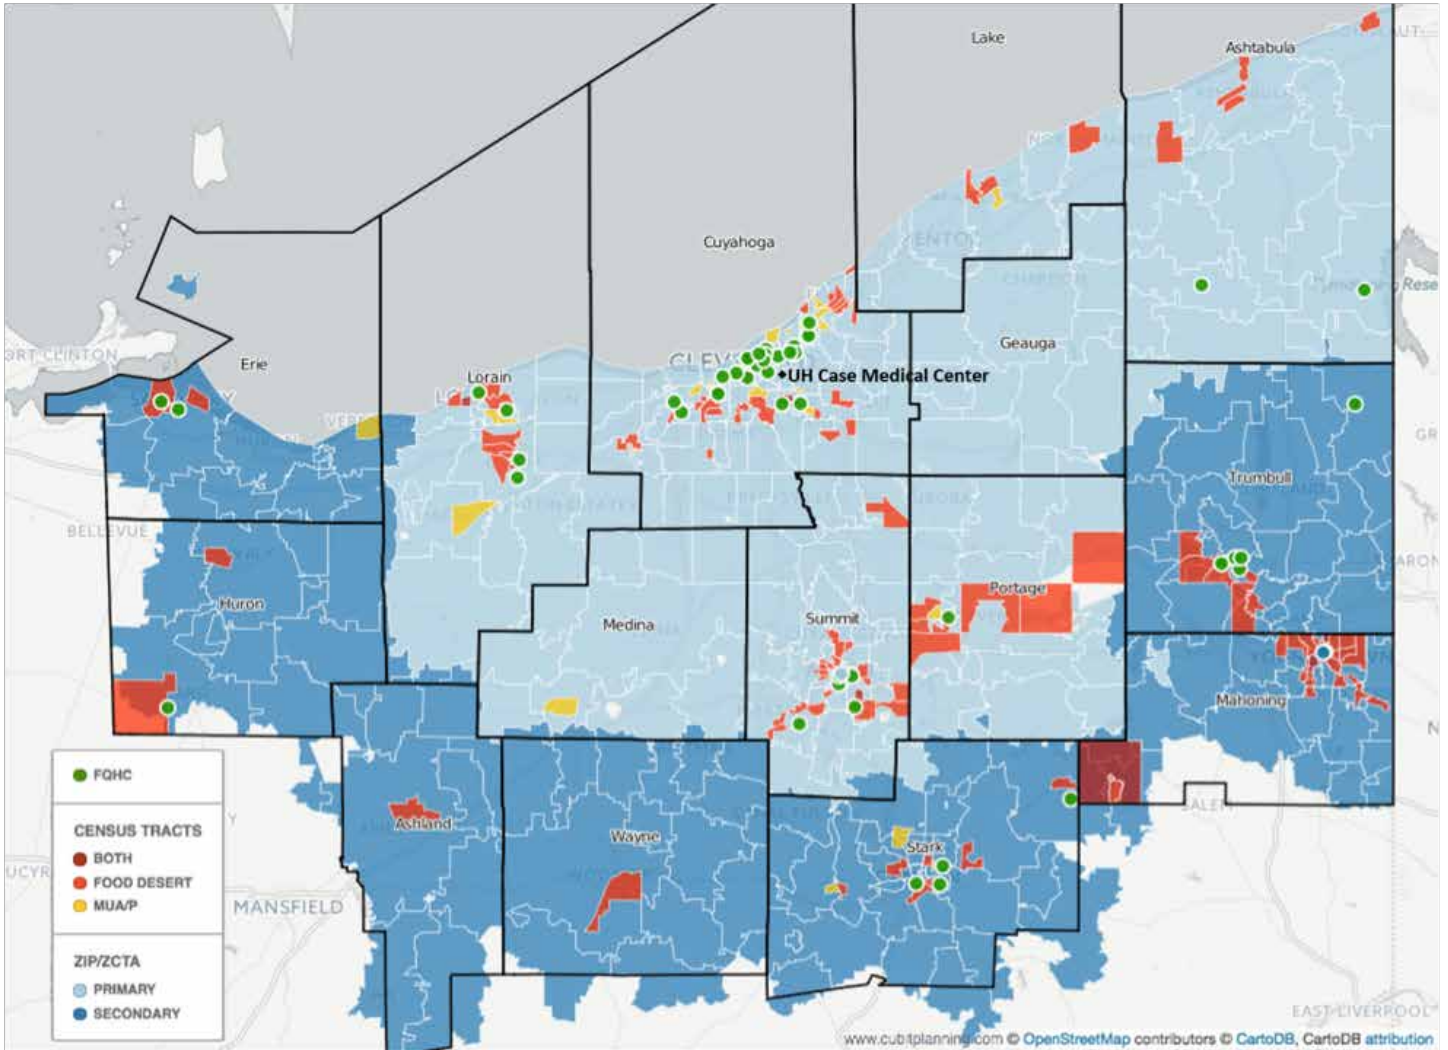 Lake
Ashtabula
Cuyahoga
Geauga
Erie
Lorain
UH Case Medical Center
Trumbull
BELLEVUE
Huron
Medina
Summit
Portage
Mahoning
Ashland
Wayne
Stark
MANSFIELD
EAST LIVERPOOL
FQHC
CENSUS TRACTS
BOTH
FOOD DESERT
MUA/P
ZIP/ZCTA
PRIMARY
SECONDARY
www.cubitplanning.com © OpenStreetMap contributors © CartoDB, CartoDB attribution